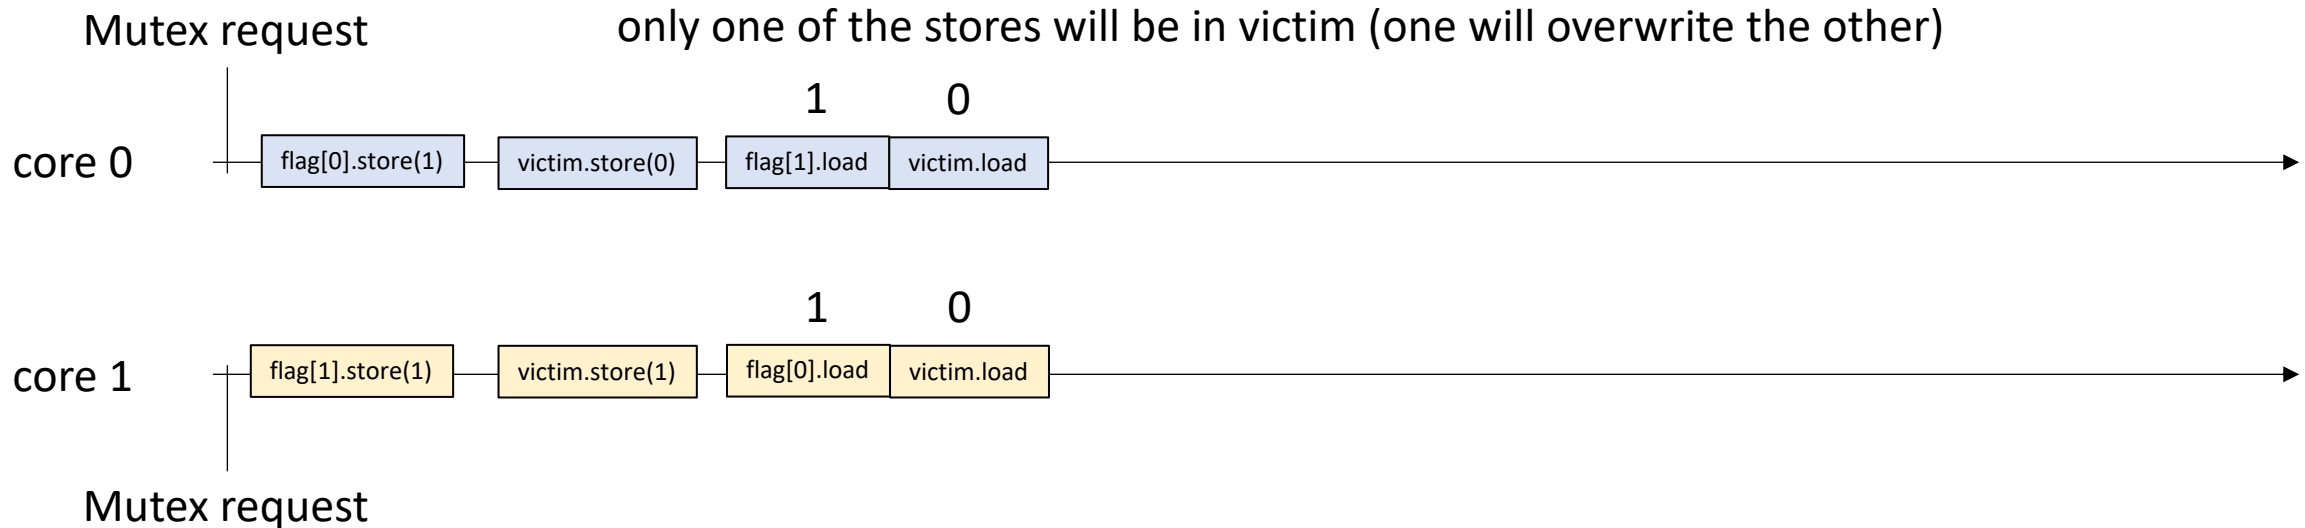 Mutex request
only one of the stores will be in victim (one will overwrite the other)
1 0
core 0
flag[0].store(1) victim.store(0) flag[1].load victim.load
1 0
core 1
flag[1].store(1) victim.store(1) flag[0].load victim.load
Mutex request